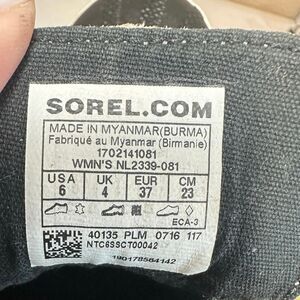 SOREL.COM
MADE IN MYANMAR(BURMA)
Fabriqué au Myanmar (Birmanie)
1702141081
WMN'S NL2339-081
USA UK EUR CM
6 4 37 23
ECA-3
40135 PLM 0716 117
NTC6SSCT00042
190178564142